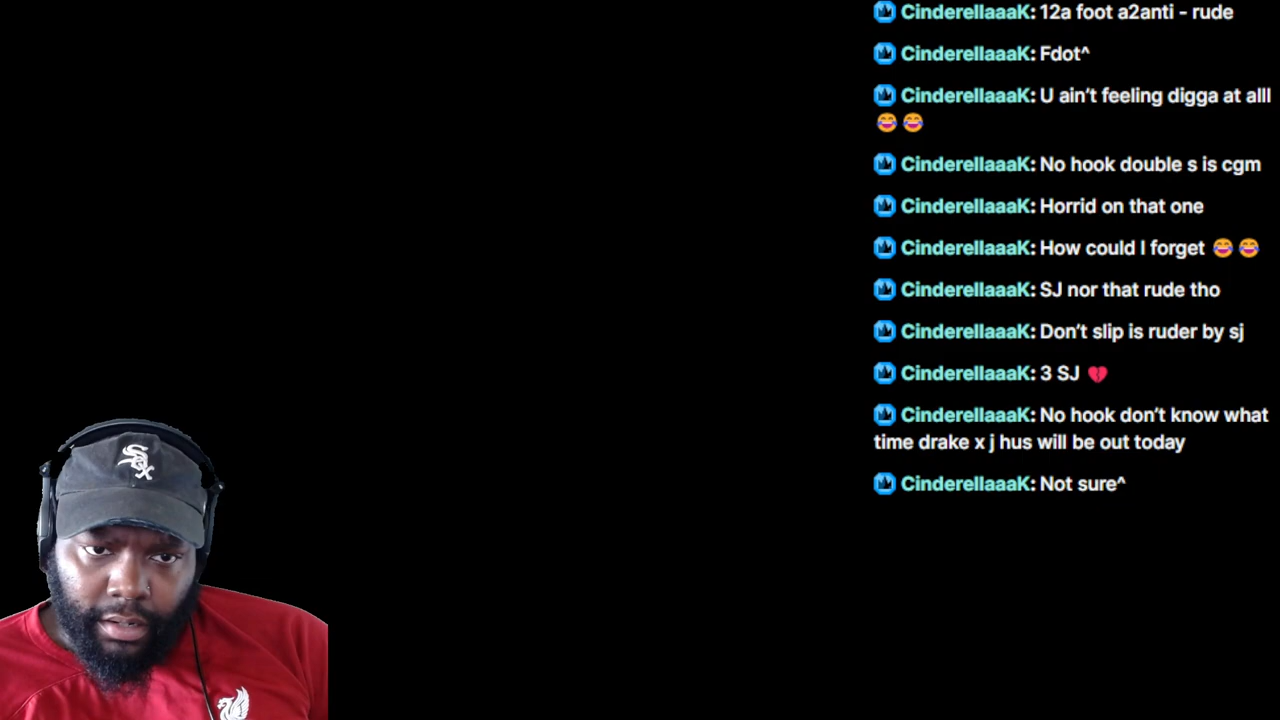 CinderellaaaK: 12a foot a2anti - rude
CinderellaaaK: Fdot^
CinderellaaaK: U ain’t feeling digga at alll
😂 😂
CinderellaaaK: No hook double s is cgm
CinderellaaaK: Horrid on that one
CinderellaaaK: How could I forget 😂 😂
CinderellaaaK: SJ nor that rude tho
CinderellaaaK: Don’t slip is ruder by sj
CinderellaaaK: 3 SJ 💔
CinderellaaaK: No hook don’t know what
time drake x j hus will be out today
CinderellaaaK: Not sure^
Sox